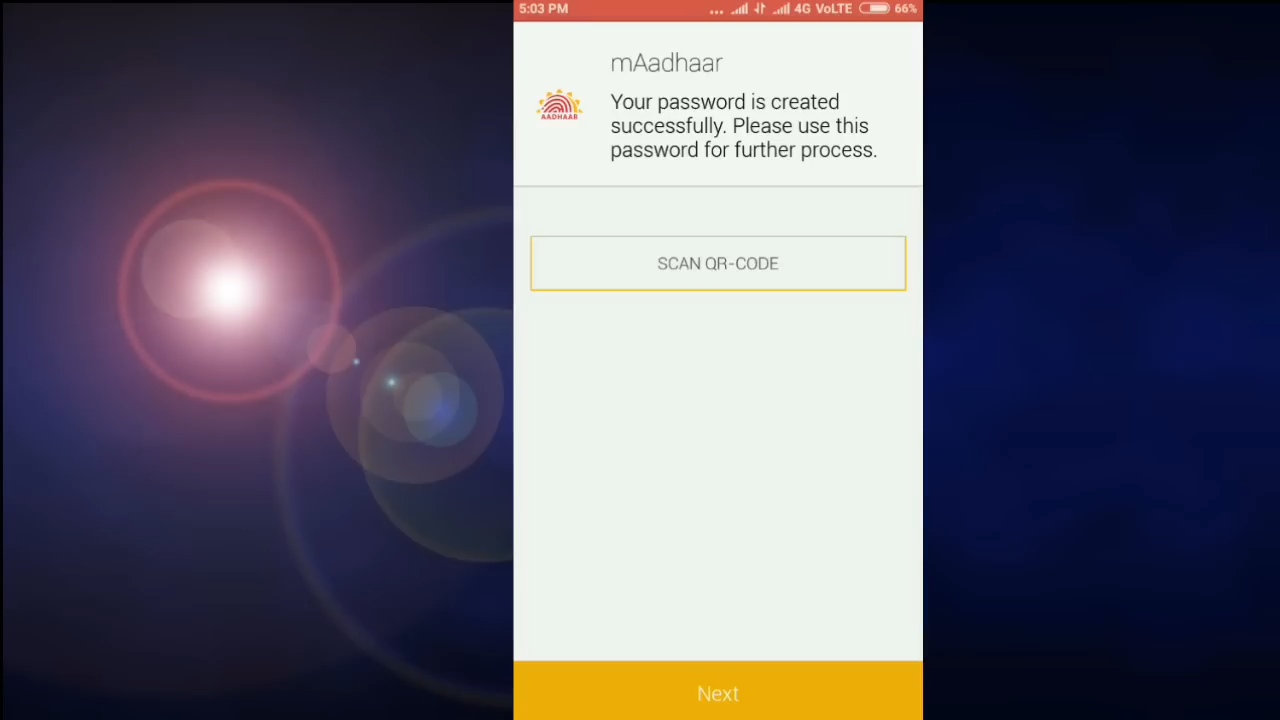 5:03 PM ... 4G VoLTE 66%
mAadhaar
Your password is created
successfully. Please use this
password for further process.
AADHAAR
SCAN QR-CODE
Next